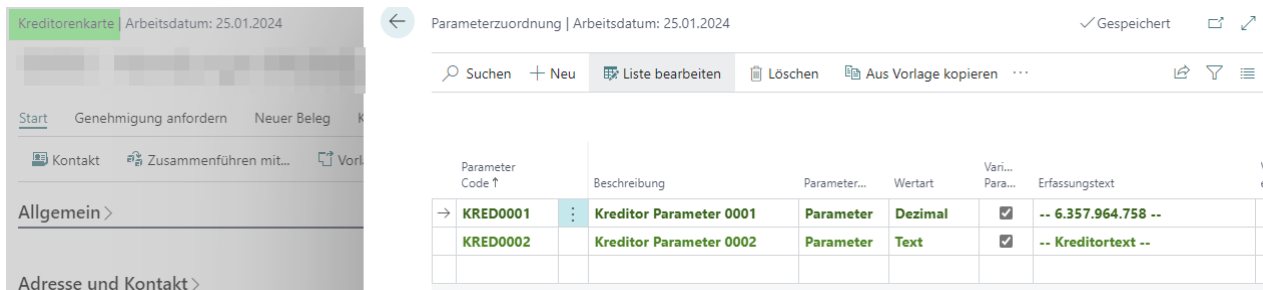 Kreditorenkarte | Arbeitsdatum: 25.01.2024
Start Genehmigung anfordern Neuer Beleg
Kontakt Zusammenführen mit...
Allgemein >
Adresse und Kontakt >
Parameterzuordnung | Arbeitsdatum: 25.01.2024 ✓ Gespeichert
Suchen + Neu Liste bearbeiten Löschen Aus Vorlage kopieren ...
Parameter Code ↑ Beschreibung Parameter... Wertart Vari... Para... Erfassungstext
→ KRED0001 Kreditor Parameter 0001 Parameter Dezimal -- 6.357.964.758 --
KRED0002 Kreditor Parameter 0002 Parameter Text -- Kreditortext --